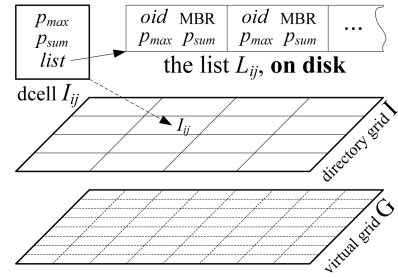 p_max
p_sum
list
oid MBR oid MBR
p_max p_sum p_max p_sum ...
the list L_ij, on disk
dcell I_ij
I_ij
directory grid I
virtual grid G